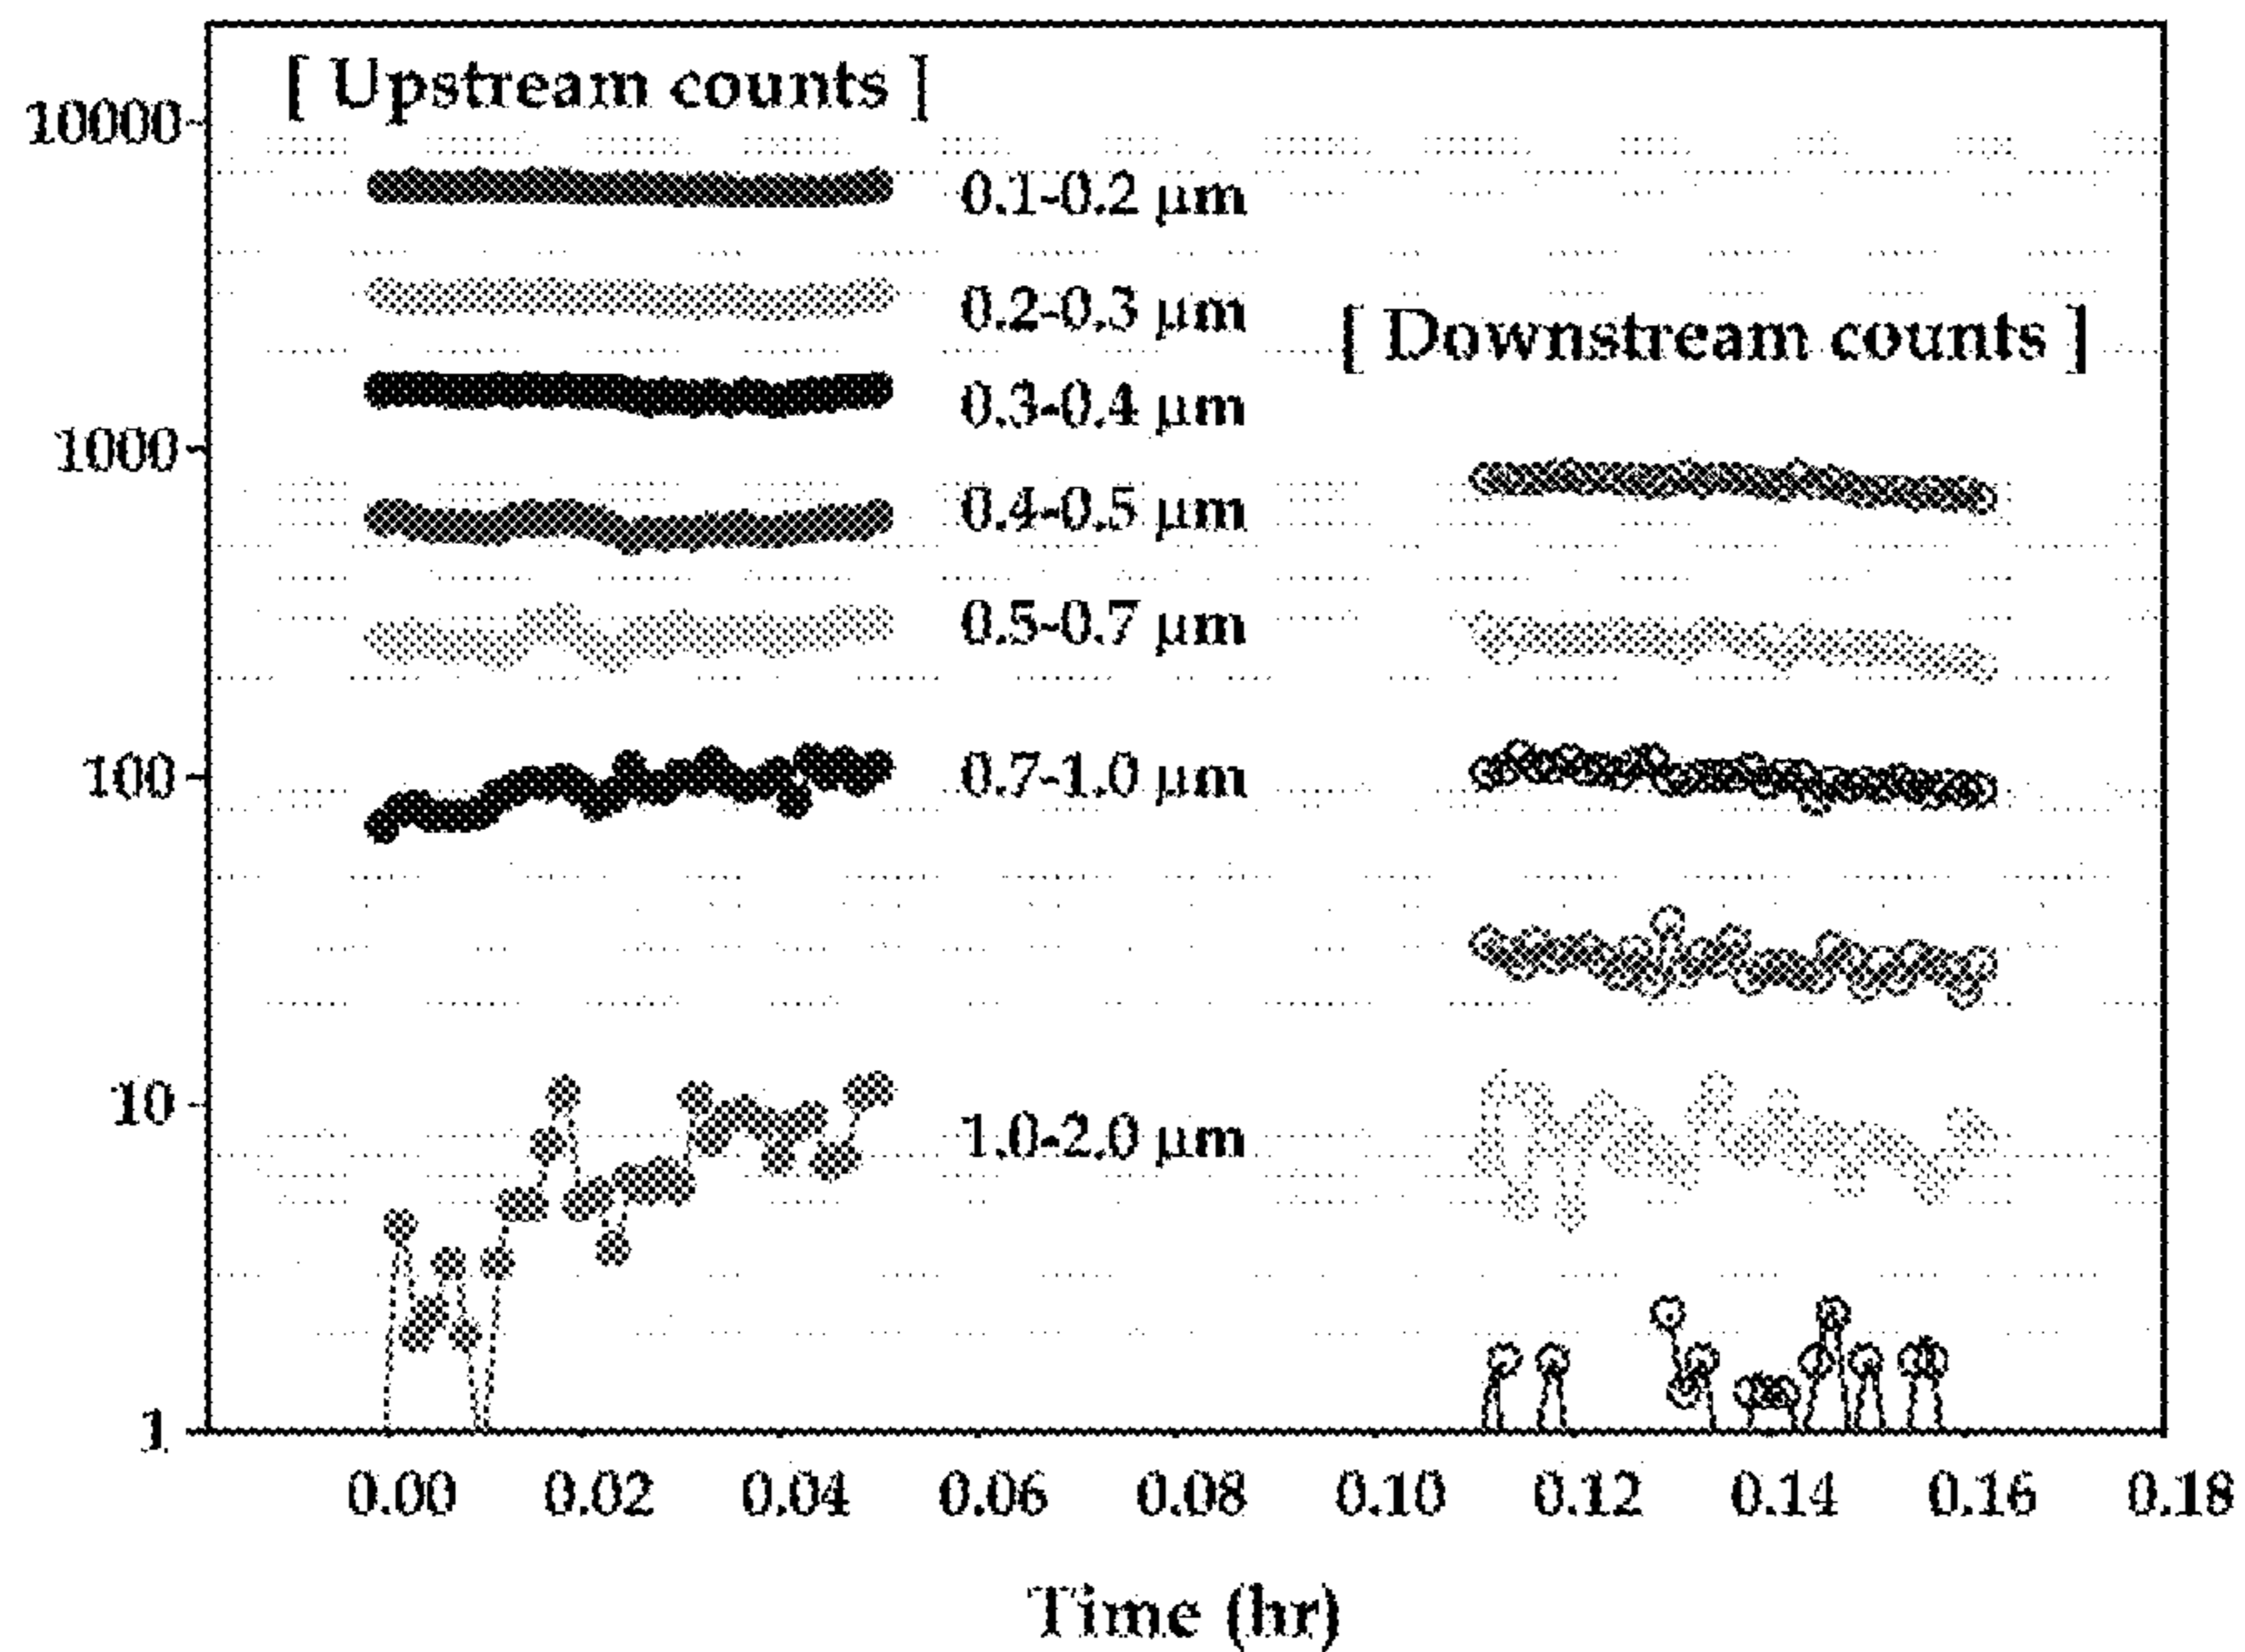 [ Upstream counts ]
10000
0.1-0.2 µm
0.2-0.3 µm
[ Downstream counts ]
0.3-0.4 µm
1000
0.4-0.5 µm
0.5-0.7 µm
100
0.7-1.0 µm
10
1.0-2.0 µm
1
0.00 0.02 0.04 0.06 0.08 0.10 0.12 0.14 0.16 0.18
Time (hr)